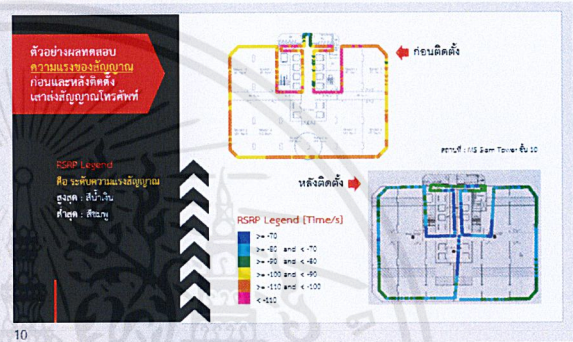 ตัวอย่างผลทดสอบ
ความแรงของสัญญาณ
ก่อนและหลังติดตั้ง
เสาส่งสัญญาณโทรศัพท์
RSRP Legend
คือ ระดับความแรงสัญญาณ
สูงสุด : สีน้ำเงิน
ต่ำสุด : สีชมพู
ก่อนติดตั้ง
สถานที่ : MS Siam Tower ชั้น 10
หลังติดตั้ง
RSRP Legend (Time/s)
>= -70
>= -80 and < -70
>= -90 and < -80
>= -100 and < -90
>= -110 and < -100
< -110
10